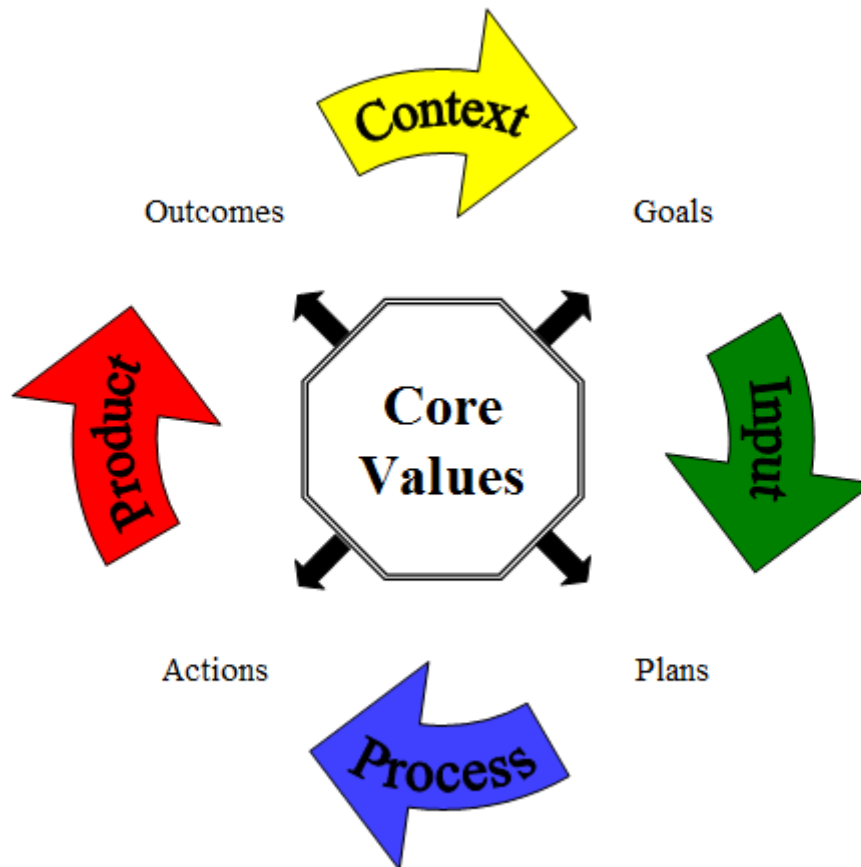 Context
Outcomes
Goals
Product
Core
Values
Input
Actions
Plans
Process